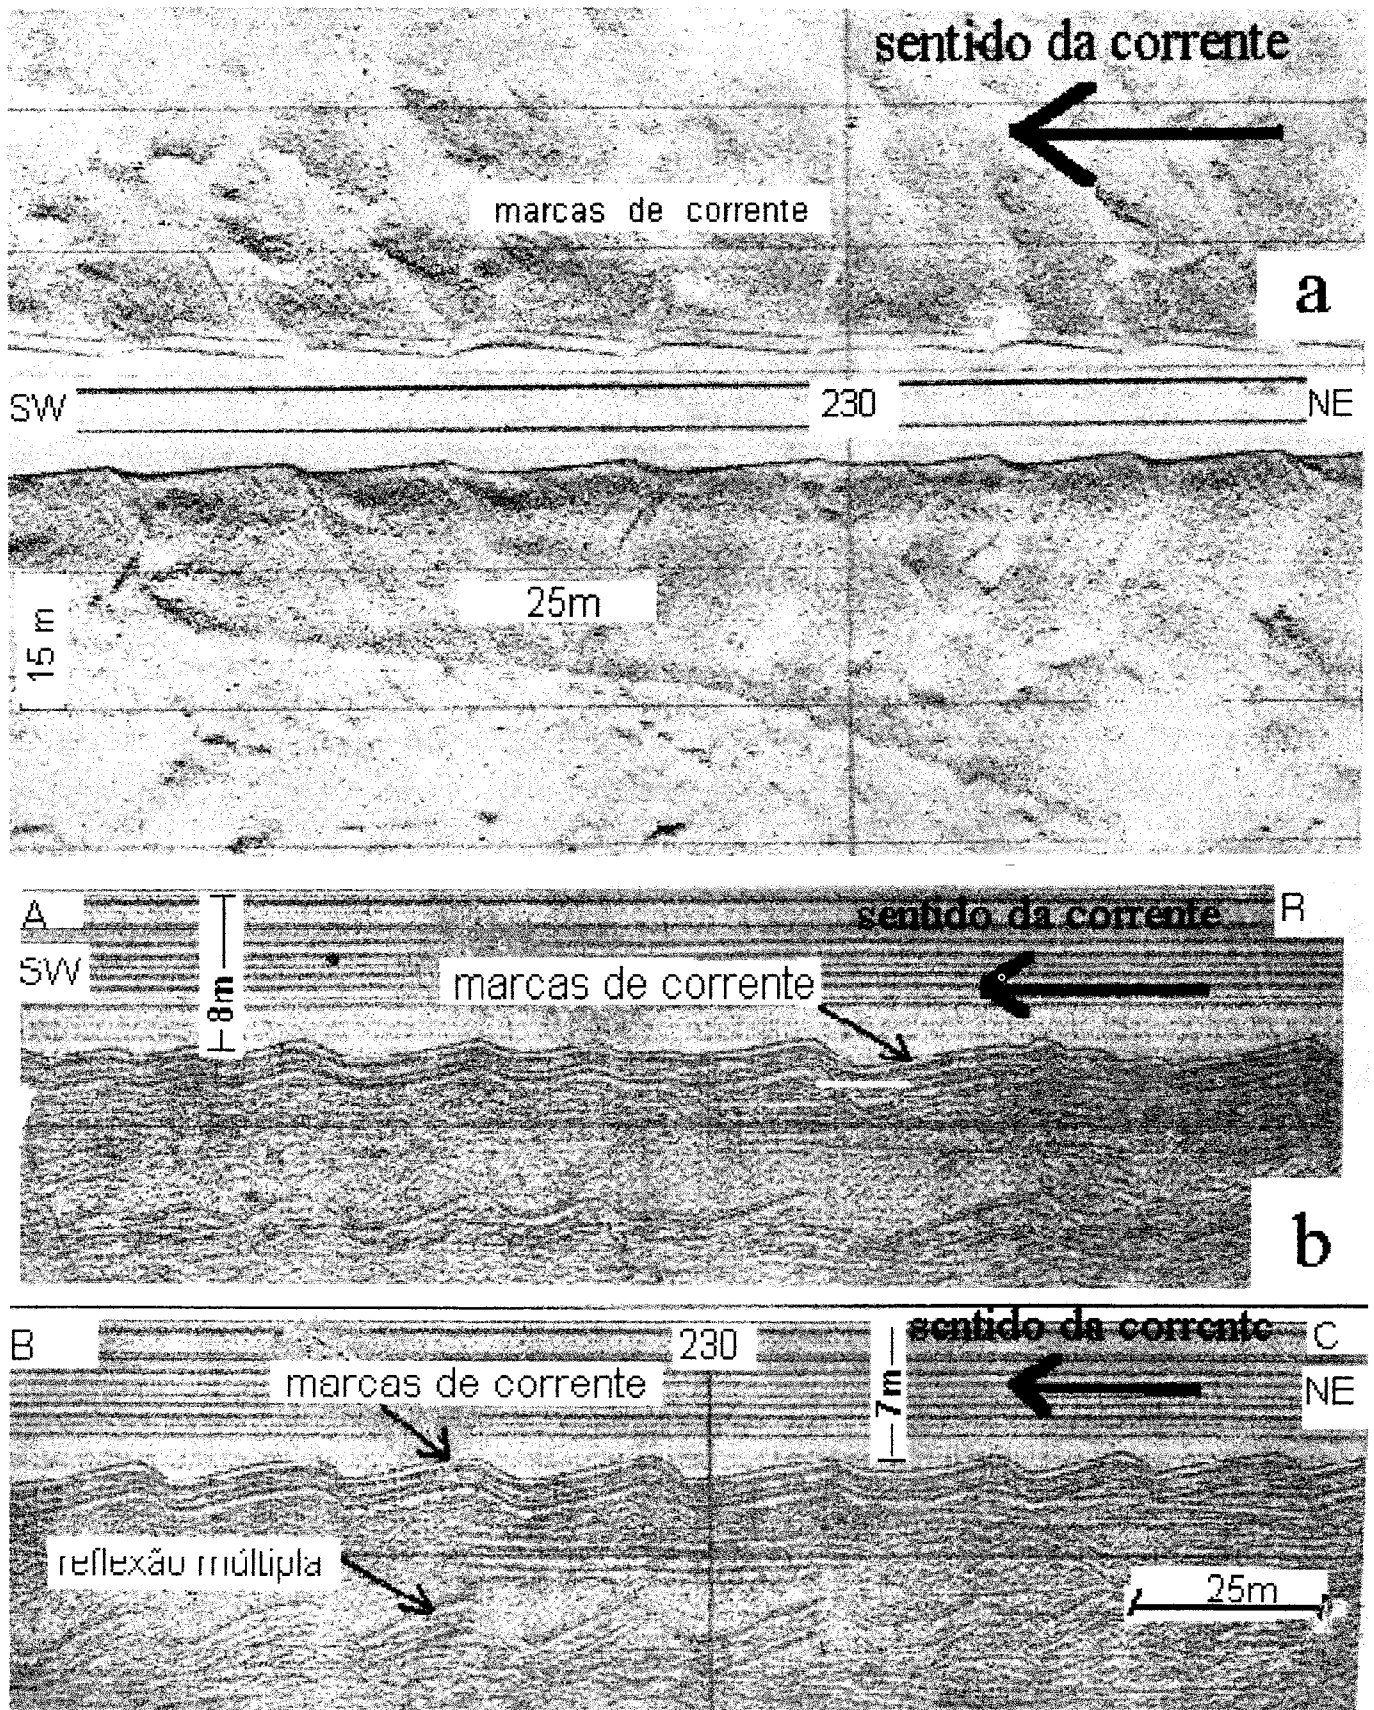 sentido da corrente
marcas de corrente
a
SW
230
NE
25m
15 m
A
R
sentido da corrente
SW
8m
marcas de corrente
b
B
230
sentido da corrente
C
marcas de corrente
7m
NE
reflexão múltipla
25m